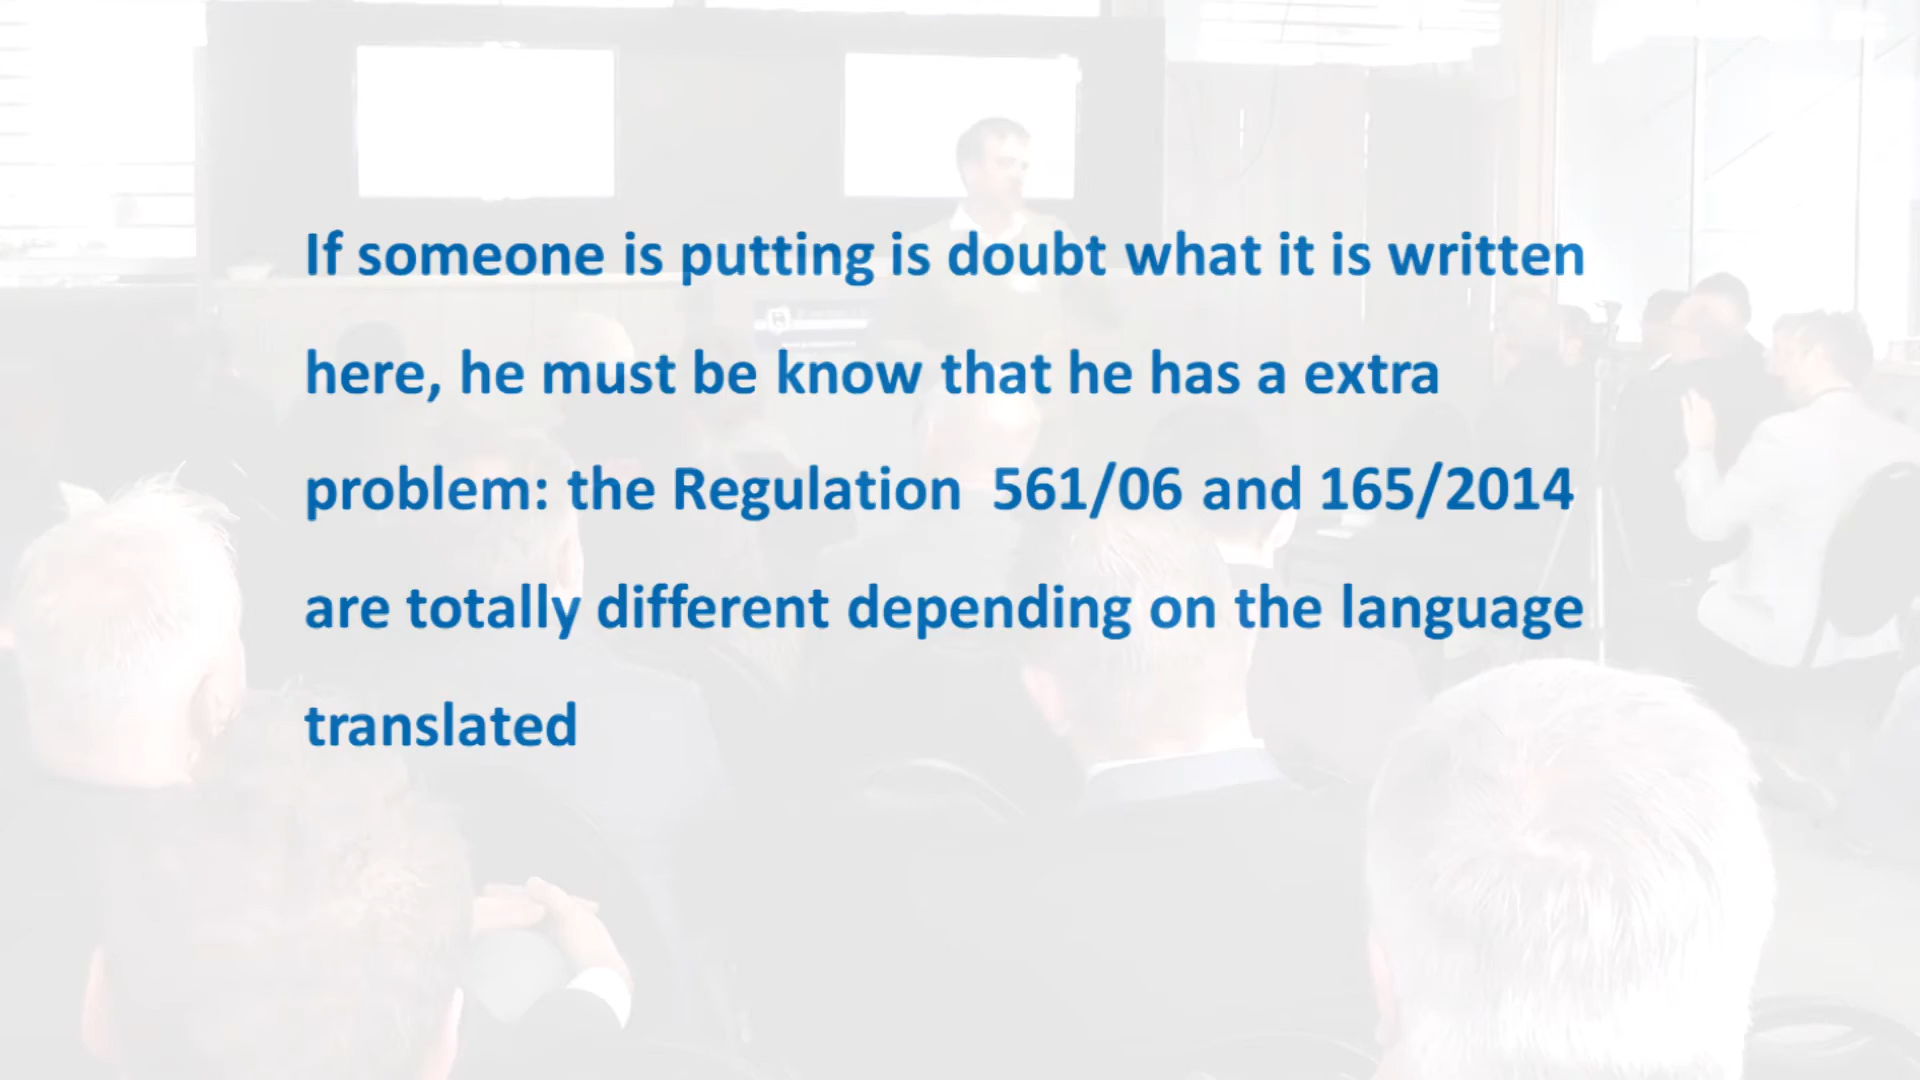 If someone is putting is doubt what it is written
here, he must be know that he has a extra
problem: the Regulation  561/06 and 165/2014
are totally different depending on the language
translated